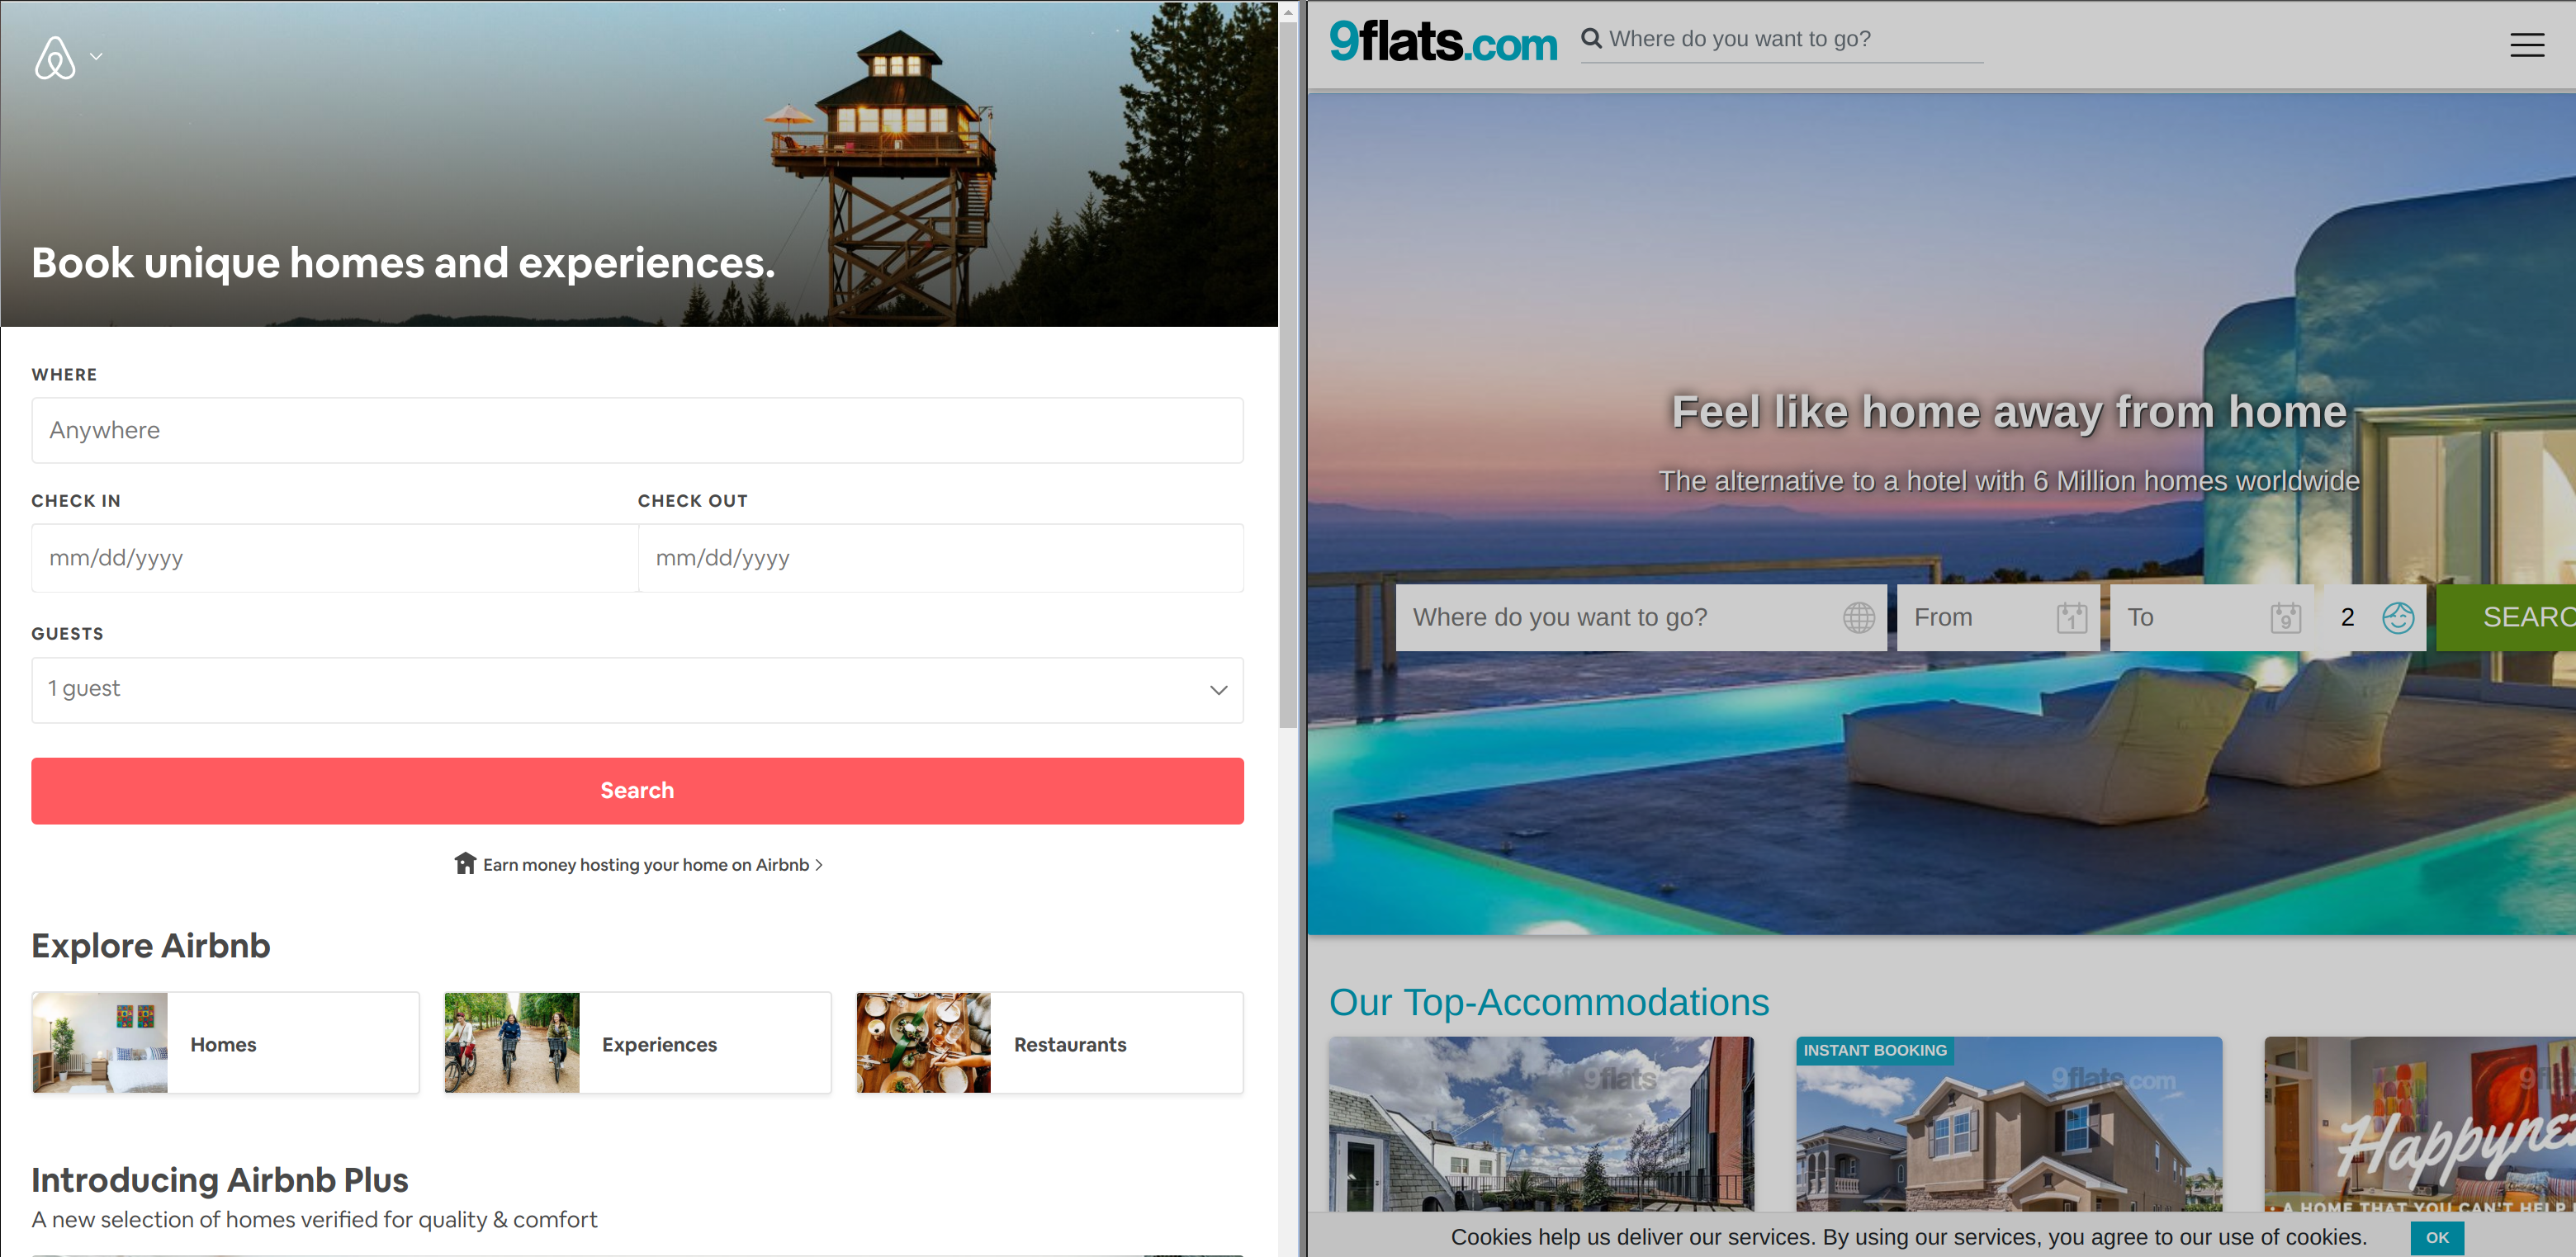 Book unique homes and experiences.
WHERE
Anywhere
CHECK IN
CHECK OUT
mm/dd/yyyy
mm/dd/yyyy
GUESTS
1 guest
Search
Earn money hosting your home on Airbnb
Explore Airbnb
Homes
Experiences
Restaurants
Introducing Airbnb Plus
A new selection of homes verified for quality & comfort
9flats.com
Where do you want to go?
Feel like home away from home
The alternative to a hotel with 6 Million homes worldwide
Where do you want to go?
From
1
To
9
2
SEARC
Our Top-Accommodations
9flats
INSTANT BOOKING
9flats.com
A HOME THAT YOU CAN'T HELP
Cookies help us deliver our services. By using our services, you agree to our use of cookies.
OK